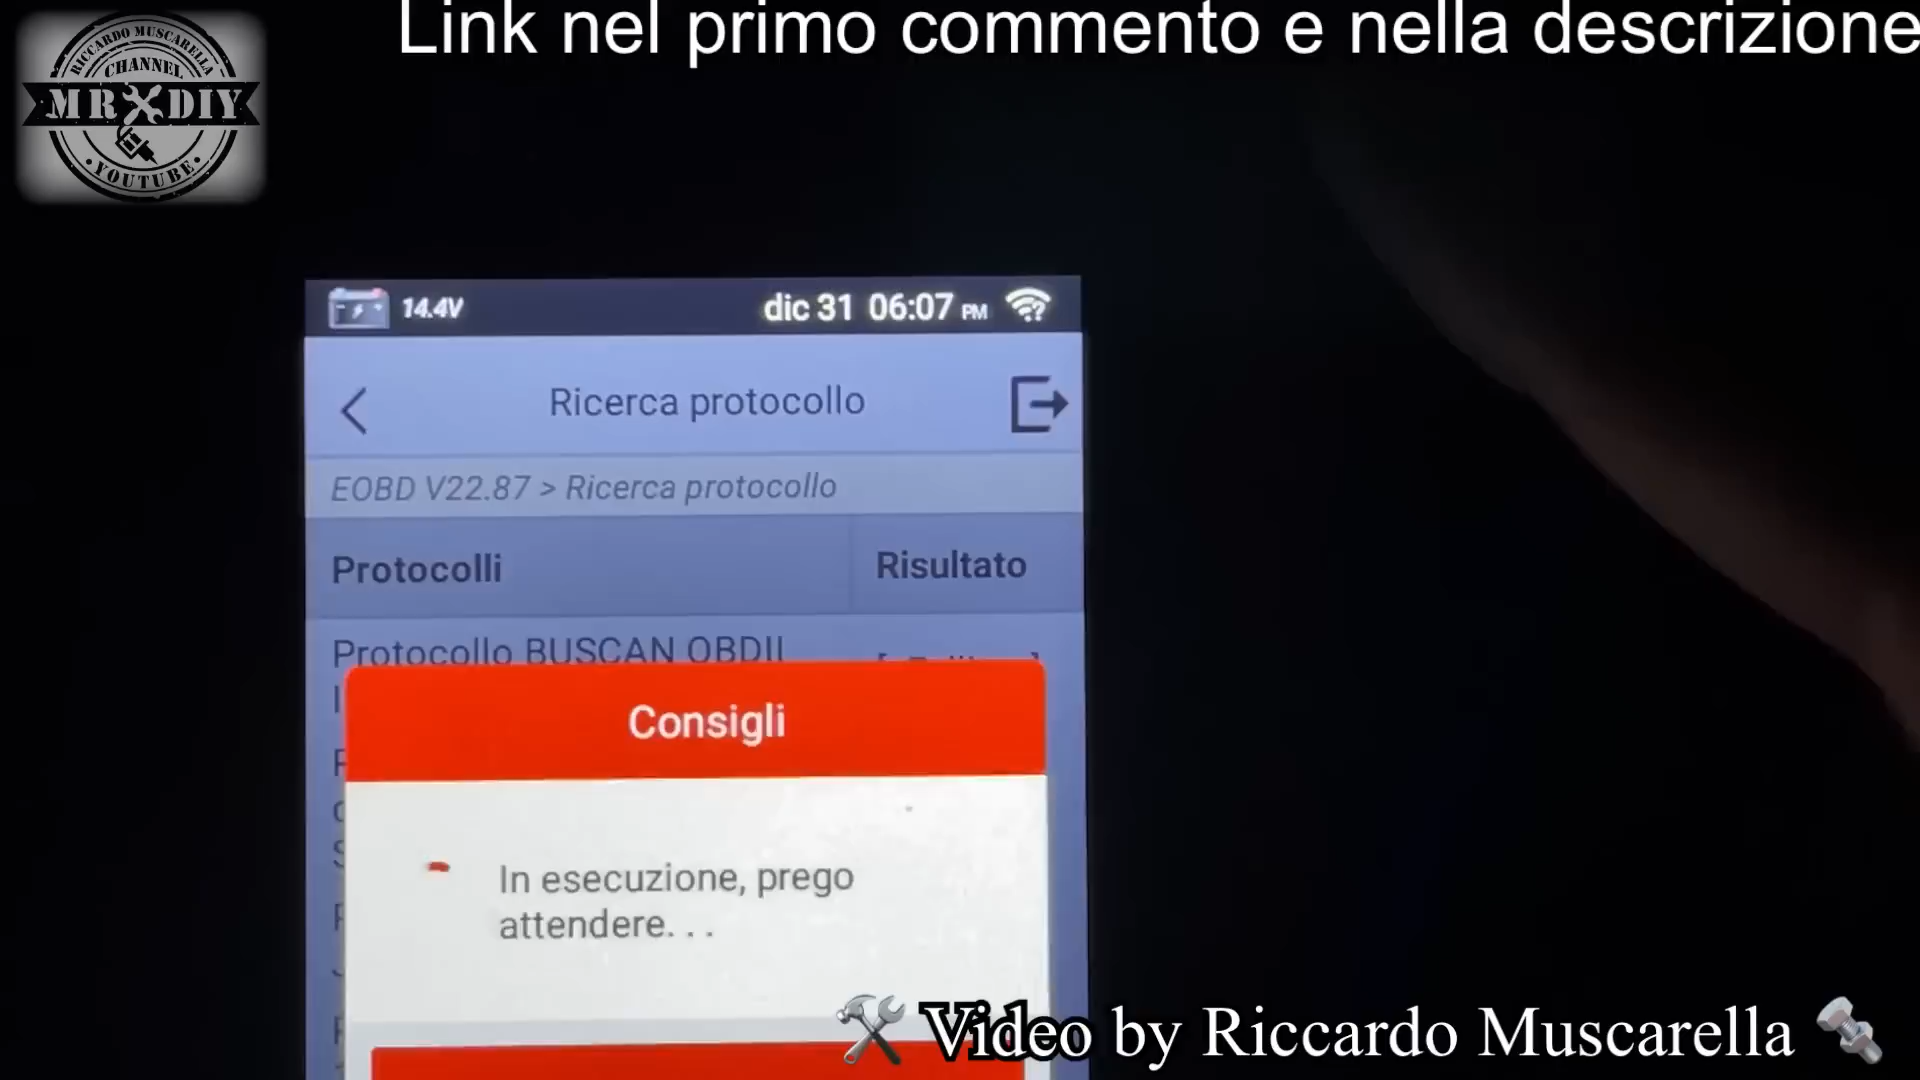 Link nel primo commento e nella descrizione
RICCARDO MUSCARELLA
CHANNEL
MR DIY
YOUTUBE
14.4V
dic 31 06:07 PM
Ricerca protocollo
EOBD V22.87 > Ricerca protocollo
Protocolli
Risultato
Protocollo BUSCAN OBDII
Consigli
In esecuzione, prego
attendere. . .
Video by Riccardo Muscarella